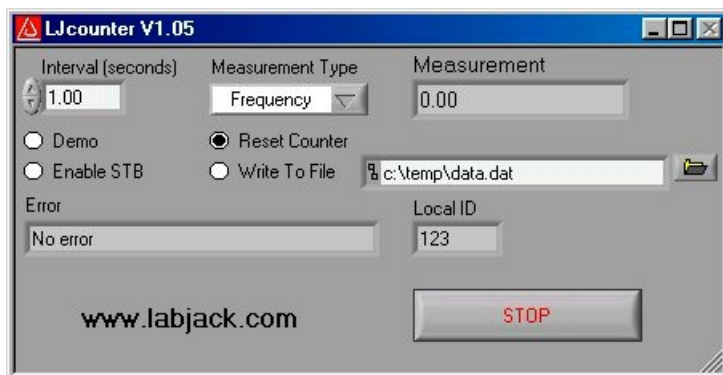 LJcounter V1.05
Interval (seconds) Measurement Type Measurement
1.00 Frequency 0.00
Demo Reset Counter
Enable STB Write To File c:\temp\data.dat
Error Local ID
No error 123
www.labjack.com STOP